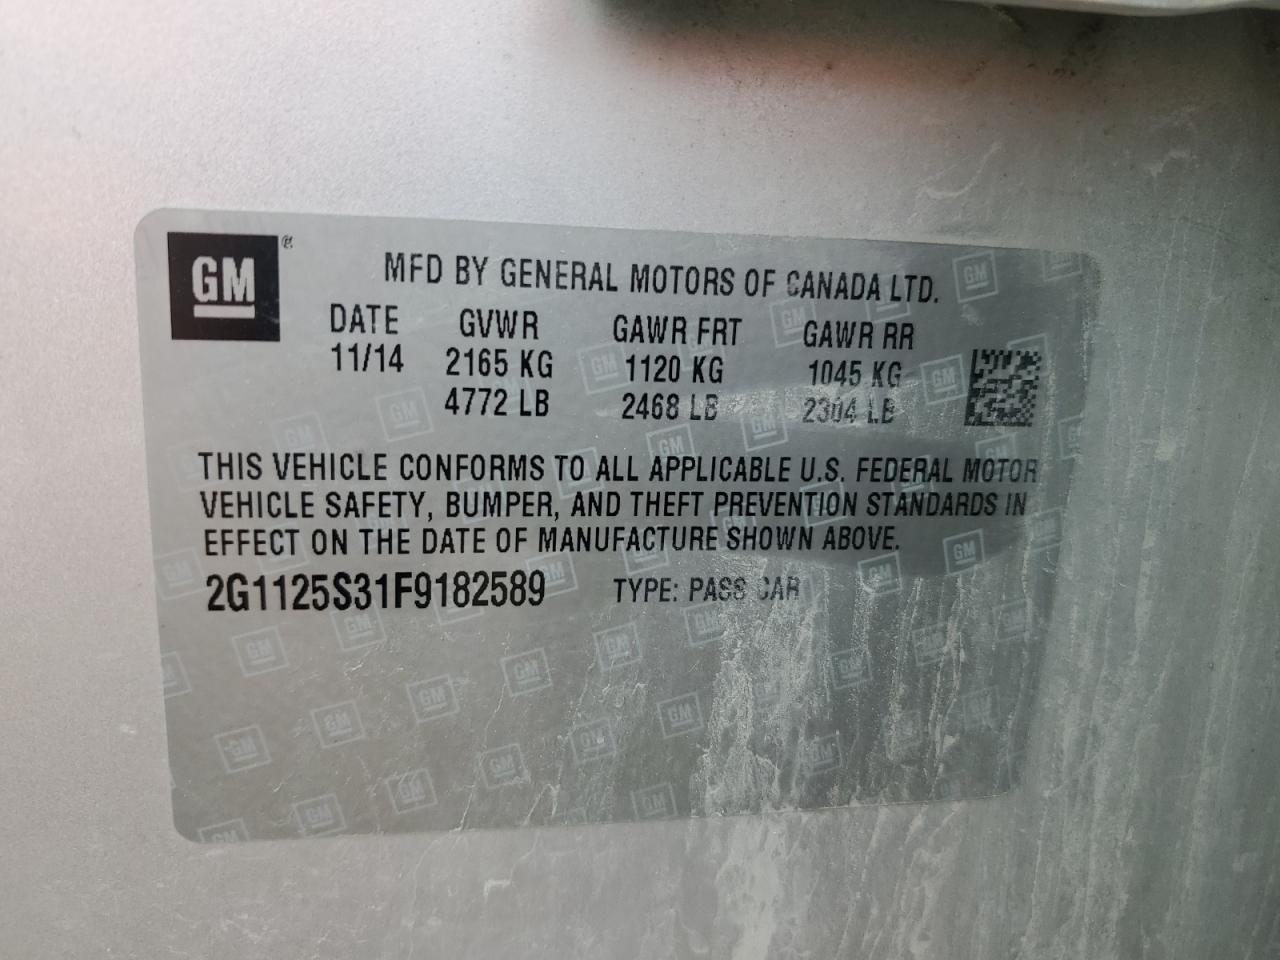 GM®
MFD BY GENERAL MOTORS OF CANADA LTD.
DATE GVWR GAWR FRT GAWR RR
11/14 2165 KG 1120 KG 1045 KG
4772 LB 2468 LB 2304 LB
THIS VEHICLE CONFORMS TO ALL APPLICABLE U.S. FEDERAL MOTOR
VEHICLE SAFETY, BUMPER, AND THEFT PREVENTION STANDARDS IN
EFFECT ON THE DATE OF MANUFACTURE SHOWN ABOVE.
2G1125S31F9182589 TYPE: PASS CAR